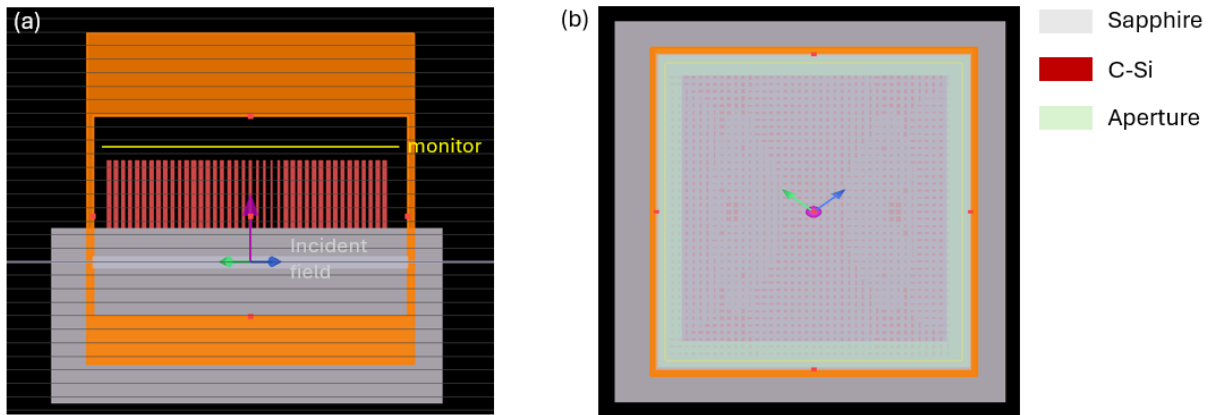 (a)
monitor
Incident
field
(b)
Sapphire
C-Si
Aperture